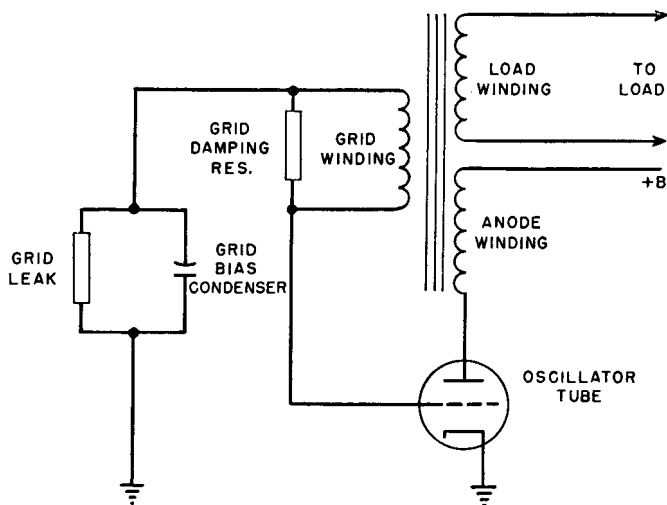 LOAD
WINDING
TO
LOAD
GRID
DAMPING
RES.
GRID
WINDING
+B
ANODE
WINDING
GRID
LEAK
GRID
BIAS
CONDENSER
OSCILLATOR
TUBE